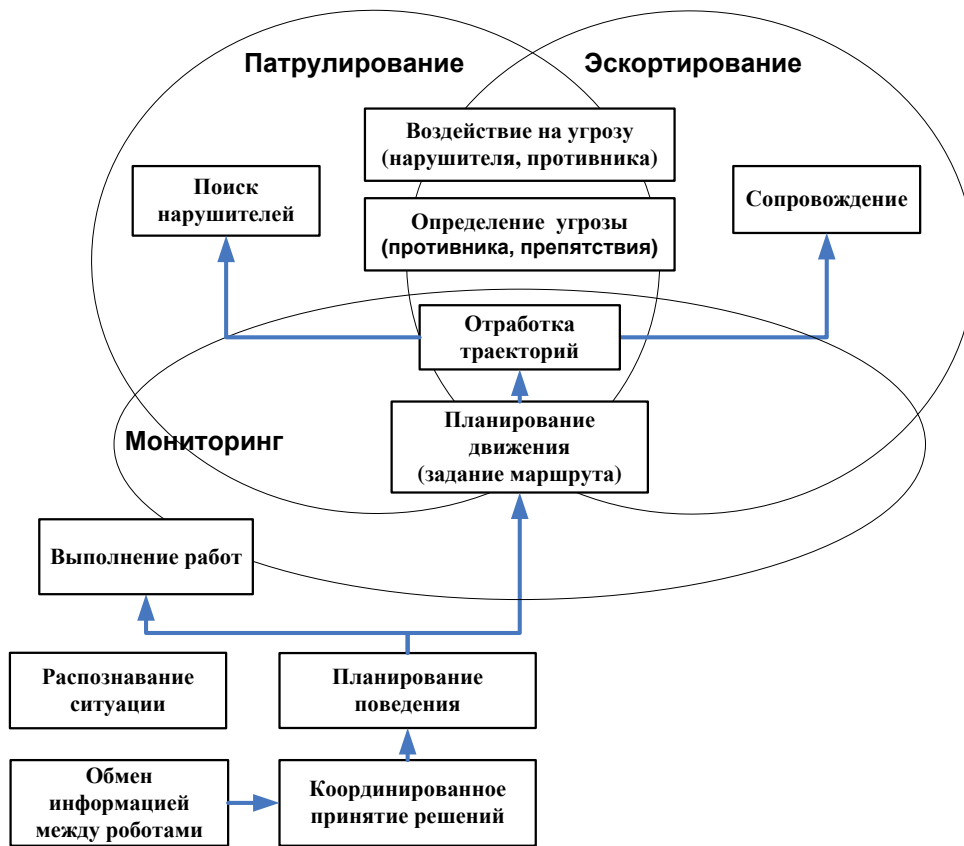 Патрулирование
Эскортирование
Воздействие на угрозу
(нарушителя, противника)
Поиск
нарушителей
Сопровождение
Определение угрозы
(противника, препятствия)
Отработка
траекторий
Мониторинг
Планирование
движения
(задание маршрута)
Выполнение работ
Распознавание
ситуации
Планирование
поведения
Обмен
информацией
между роботами
Координированное
принятие решений